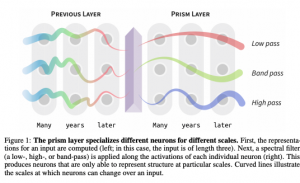 PREVIOUS LAYER
PRISM LAYER
Low pass
Band pass
High pass
Many years later
Many years later
Figure 1: The prism layer specializes different neurons for different scales. First, the representa-
tions for an input are computed (left; in this case, the input is of length three). Next, a spectral filter
(a low-, high-, or band-pass) is applied along the activations of each individual neuron (right). This
produces neurons that are only able to represent structure at particular scales. Curved lines illustrate
the scales at which neurons can change over an input.